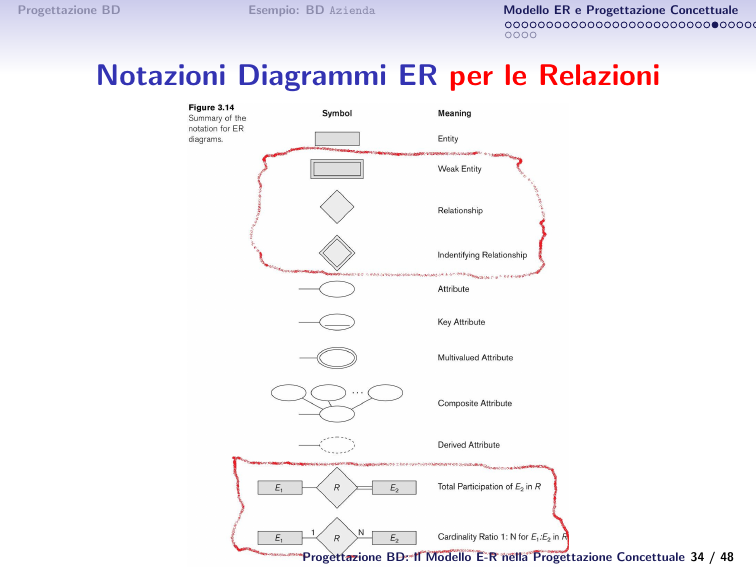 Progettazione BD
Esempio: BD Azienda
Modello ER e Progettazione Concettuale
Notazioni Diagrammi ER per le Relazioni
Figure 3.14
Summary of the
notation for ER
diagrams.
Symbol Meaning
Entity
Weak Entity
Relationship
Indentifying Relationship
Attribute
Key Attribute
Multivalued Attribute
Composite Attribute
Derived Attribute
E1 R E2 Total Participation of E2 in R
E1 1 R N E2 Cardinality Ratio 1: N for E1:E2 in R
Progettazione BD: Il Modello E-R nella Progettazione Concettuale 34 / 48